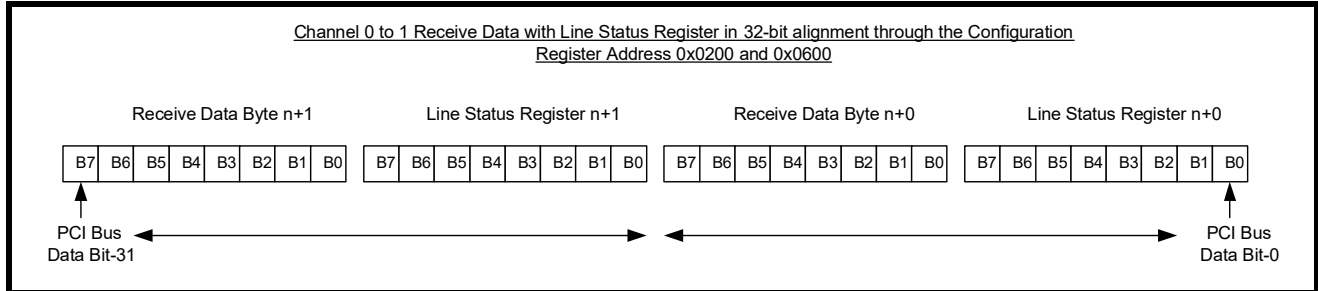 Channel 0 to 1 Receive Data with Line Status Register in 32-bit alignment through the Configuration
Register Address 0x0200 and 0x0600
Receive Data Byte n+1 Line Status Register n+1 Receive Data Byte n+0 Line Status Register n+0
B7 B6 B5 B4 B3 B2 B1 B0 B7 B6 B5 B4 B3 B2 B1 B0 B7 B6 B5 B4 B3 B2 B1 B0 B7 B6 B5 B4 B3 B2 B1 B0
PCI Bus PCI Bus
Data Bit-31 Data Bit-0